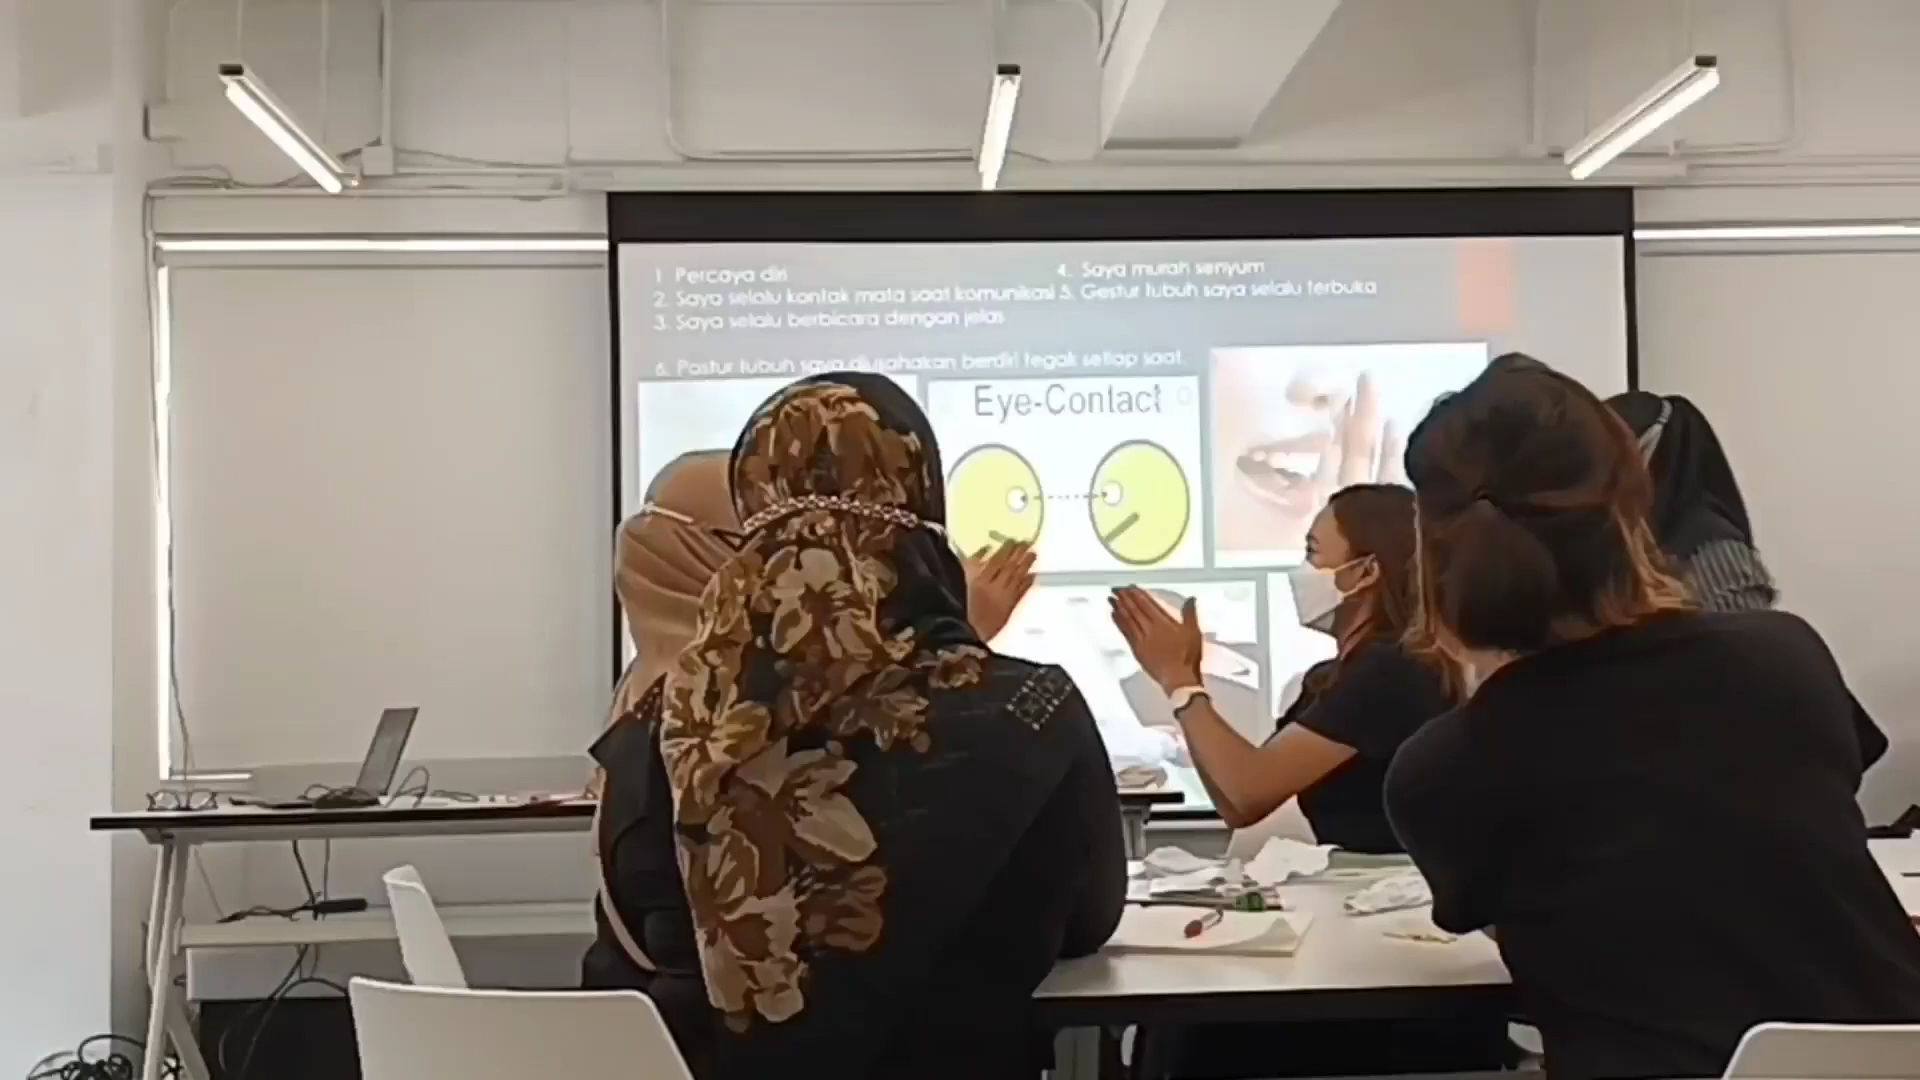 1. Percaya diri
2. Saya selalu kontak mata saat komunikasi
3. Saya selalu berbicara dengan jelas
4. Saya murah senyum
5. Gestur tubuh saya selalu terbuka
6. Postur tubuh saya diusahakan berdiri tegak setiap saat
Eye-Contact